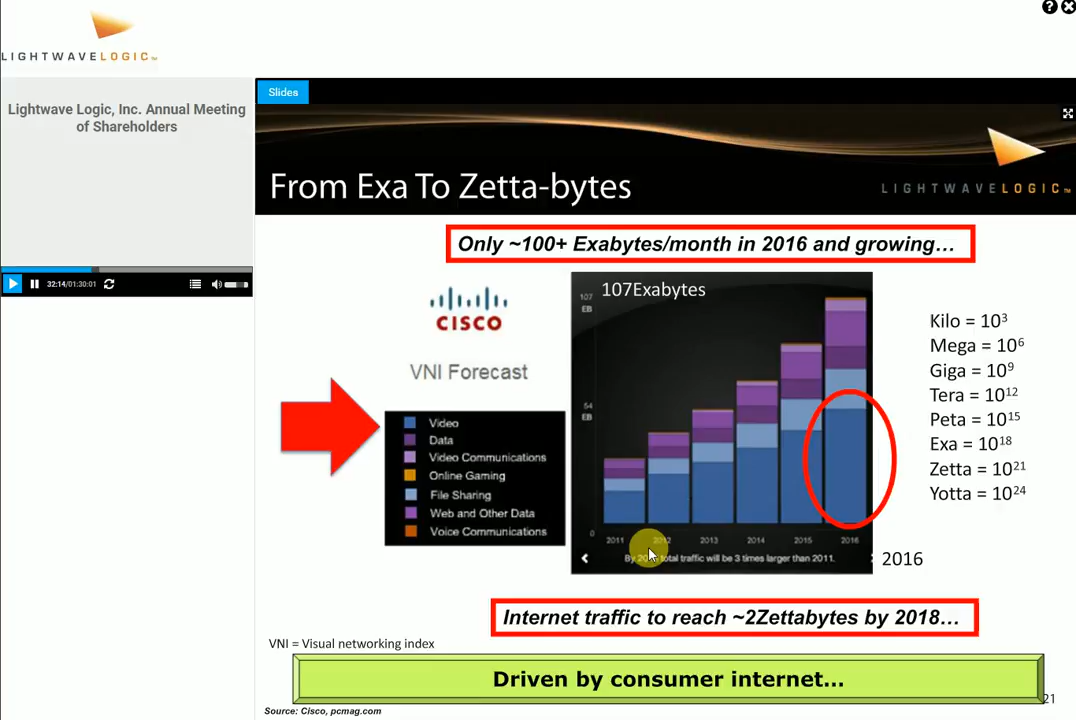 LIGHTWAVELOGIC™
Lightwave Logic, Inc. Annual Meeting
of Shareholders
32:14/01:30:01
Slides
From Exa To Zetta-bytes
LIGHTWAVELOGIC™
Only ~100+ Exabytes/month in 2016 and growing…
CISCO
VNI Forecast
Video
Data
Video Communications
Online Gaming
File Sharing
Web and Other Data
Voice Communications
107Exabytes
107
EB
54
EB
0
2011 2012 2013 2014 2015 2016
By total traffic will be 3 times larger than 2011.
2016
Kilo = 10³
Mega = 10⁶
Giga = 10⁹
Tera = 10¹²
Peta = 10¹⁵
Exa = 10¹⁸
Zetta = 10²¹
Yotta = 10²⁴
Internet traffic to reach ~2Zettabytes by 2018…
VNI = Visual networking index
Driven by consumer internet…
Source: Cisco, pcmag.com
21